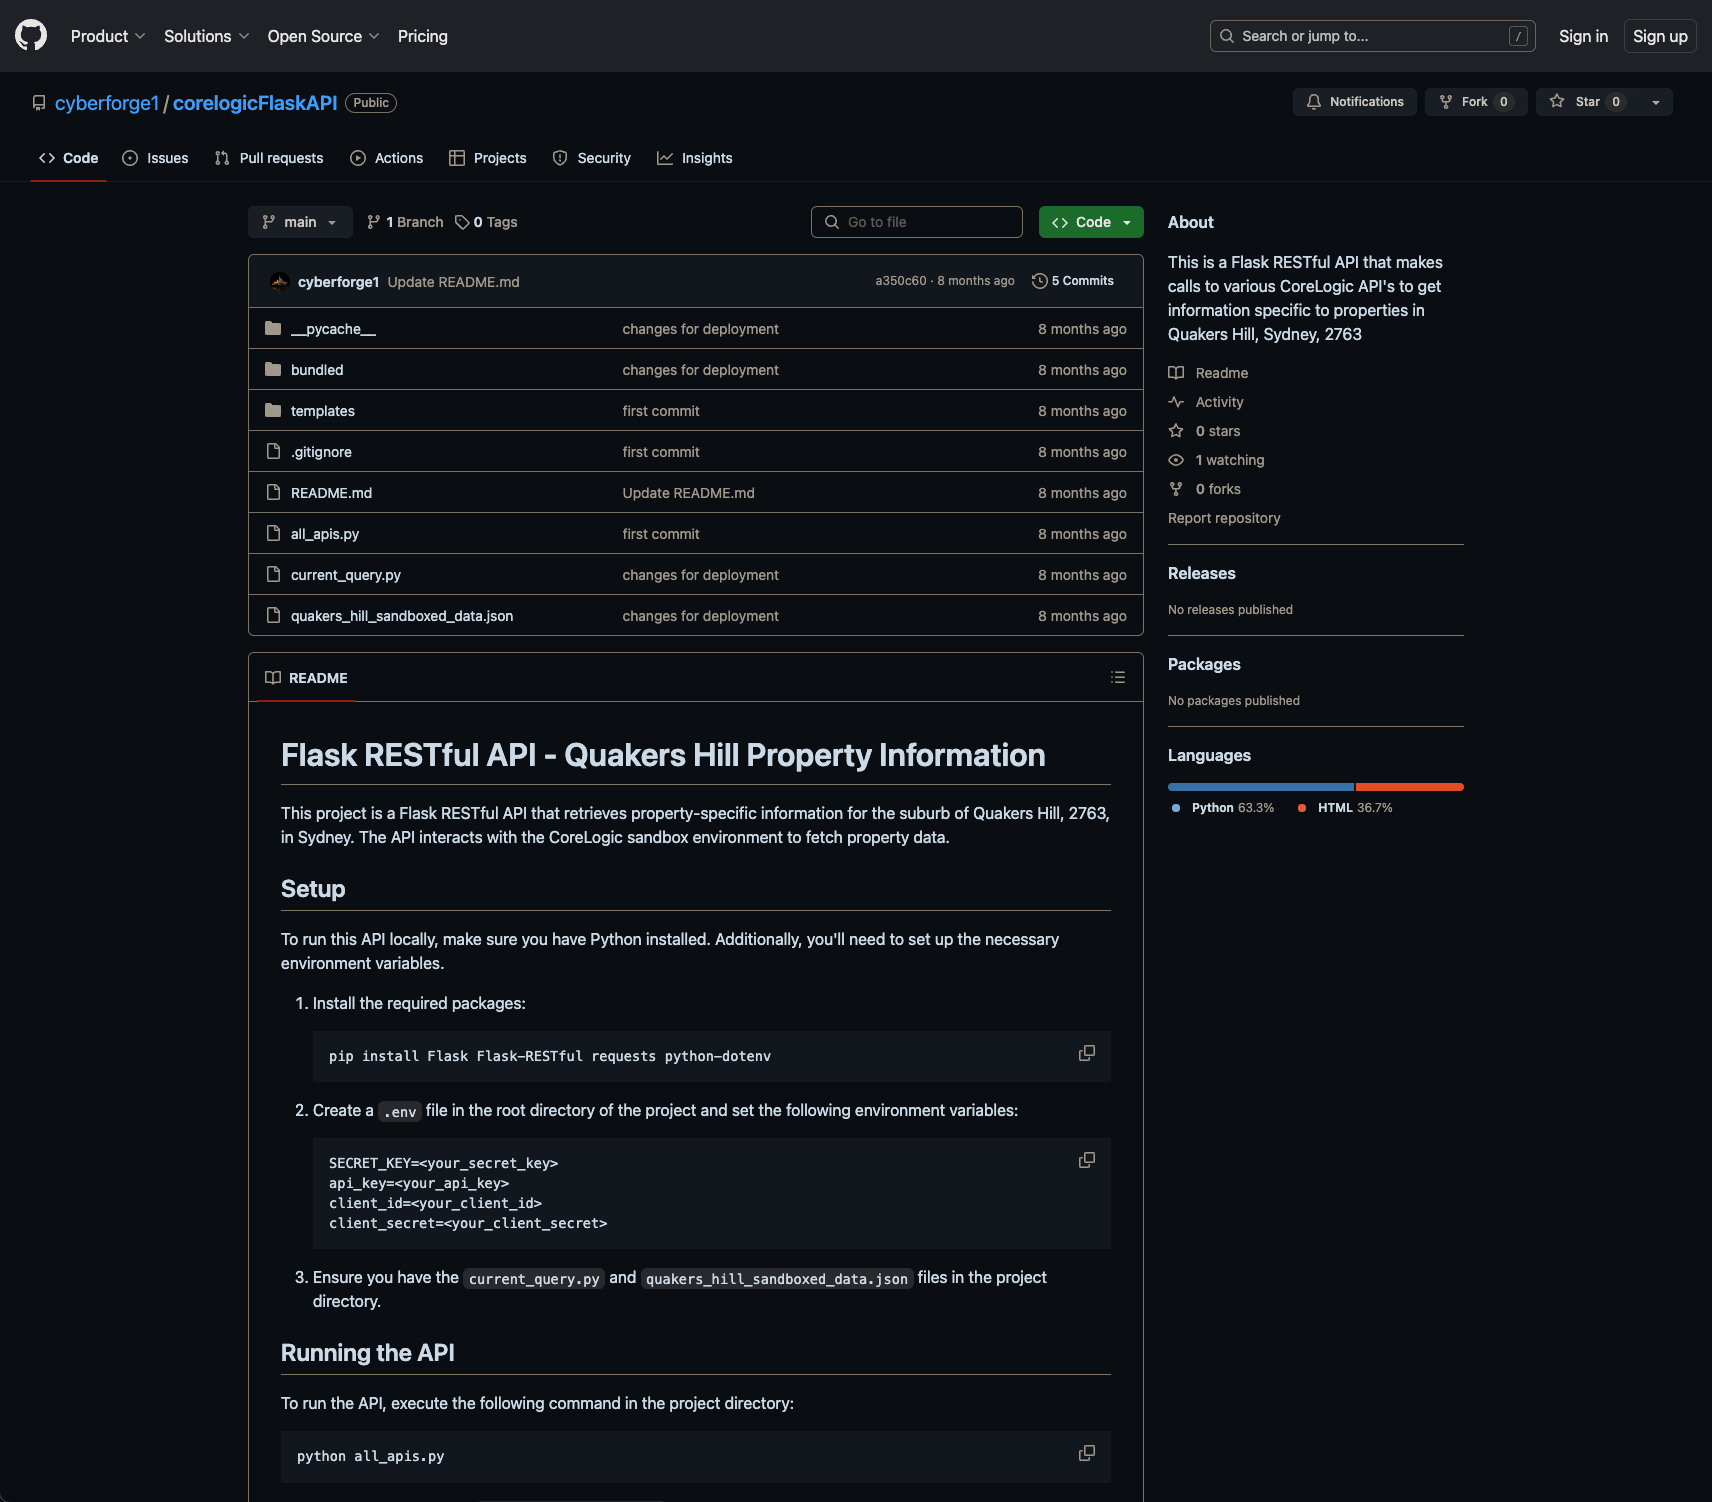 Product Solutions Open Source Pricing Search or jump to... / Sign in Sign up
cyberforge1 / corelogicFlaskAPI Public Notifications Fork 0 Star 0
Code Issues Pull requests Actions Projects Security Insights
main 1 Branch 0 Tags Go to file Code
cyberforge1 Update README.md a350c60 · 8 months ago 5 Commits
__pycache__ changes for deployment 8 months ago
bundled changes for deployment 8 months ago
templates first commit 8 months ago
.gitignore first commit 8 months ago
README.md Update README.md 8 months ago
all_apis.py first commit 8 months ago
current_query.py changes for deployment 8 months ago
quakers_hill_sandboxed_data.json changes for deployment 8 months ago
README
Flask RESTful API - Quakers Hill Property Information
This project is a Flask RESTful API that retrieves property-specific information for the suburb of Quakers Hill, 2763,
in Sydney. The API interacts with the CoreLogic sandbox environment to fetch property data.
Setup
To run this API locally, make sure you have Python installed. Additionally, you'll need to set up the necessary
environment variables.
1. Install the required packages:
pip install Flask Flask-RESTful requests python-dotenv
2. Create a .env file in the root directory of the project and set the following environment variables:
SECRET_KEY=<your_secret_key>
api_key=<your_api_key>
client_id=<your_client_id>
client_secret=<your_client_secret>
3. Ensure you have the current_query.py and quakers_hill_sandboxed_data.json files in the project
directory.
Running the API
To run the API, execute the following command in the project directory:
python all_apis.py
About
This is a Flask RESTful API that makes
calls to various CoreLogic API's to get
information specific to properties in
Quakers Hill, Sydney, 2763
Readme
Activity
0 stars
1 watching
0 forks
Report repository
Releases
No releases published
Packages
No packages published
Languages
Python 63.3% HTML 36.7%